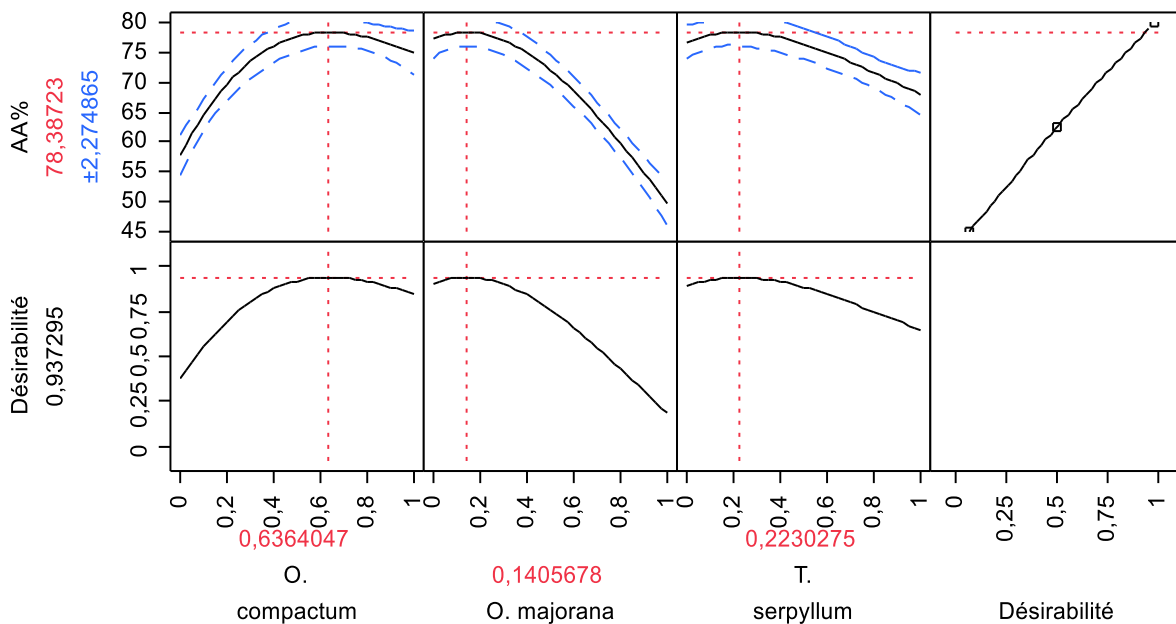 AA%
78,38723
±2,274865
80
75
70
65
60
55
50
45
Désirabilité
0,937295
1
0,75
0,5
0,25
0
0 0,2 0,4 0,6 0,8 1
0 0,2 0,4 0,6 0,8 1
0 0,2 0,4 0,6 0,8 1
0 0,25 0,5 0,75 1
0,6364047 0,2230275
O. 0,1405678 T.
compactum O. majorana serpyllum Désirabilité